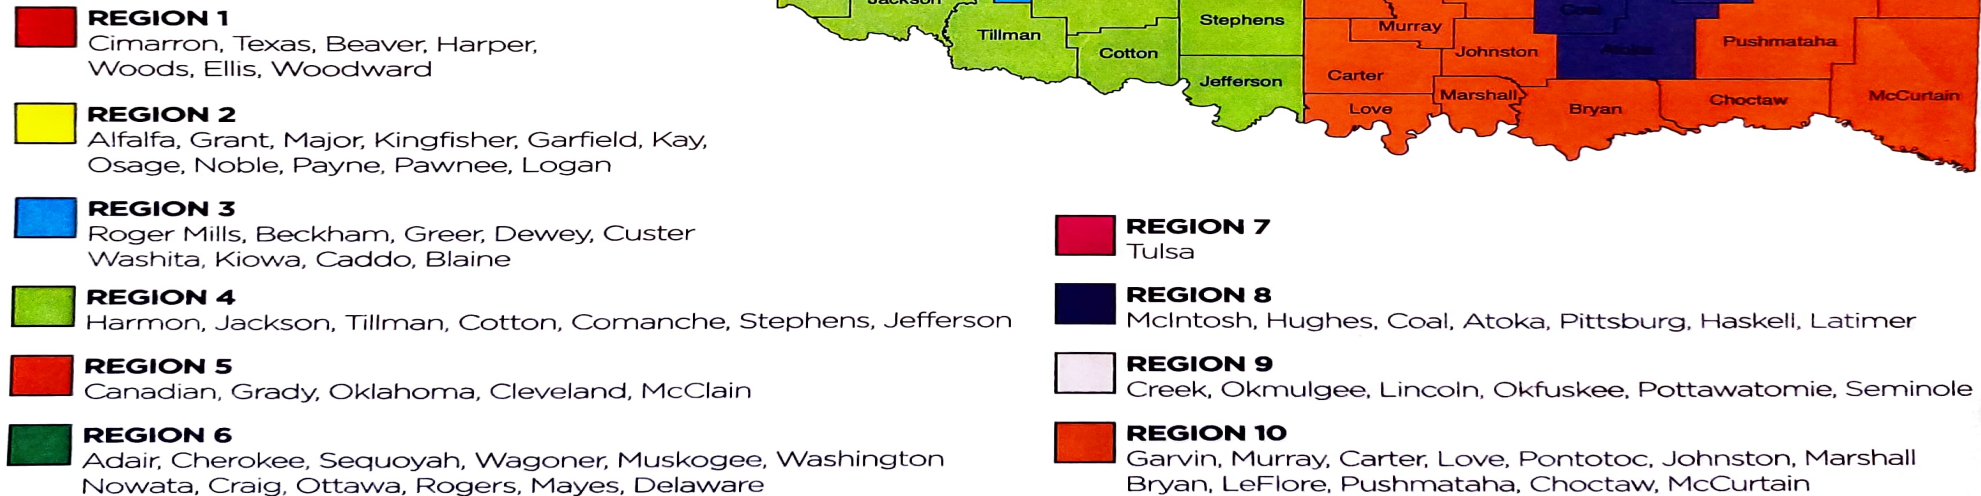 Jackson
Tillman
Cotton
Stephens
Jefferson
Murray
Johnston
Carter
Love
Marshall
Bryan
Coal
Atoka
Pushmataha
Choctaw
McCurtain
REGION 1
Cimarron, Texas, Beaver, Harper,
Woods, Ellis, Woodward
REGION 2
Alfalfa, Grant, Major, Kingfisher, Garfield, Kay,
Osage, Noble, Payne, Pawnee, Logan
REGION 3
Roger Mills, Beckham, Greer, Dewey, Custer
Washita, Kiowa, Caddo, Blaine
REGION 4
Harmon, Jackson, Tillman, Cotton, Comanche, Stephens, Jefferson
REGION 5
Canadian, Grady, Oklahoma, Cleveland, McClain
REGION 6
Adair, Cherokee, Sequoyah, Wagoner, Muskogee, Washington
Nowata, Craig, Ottawa, Rogers, Mayes, Delaware
REGION 7
Tulsa
REGION 8
McIntosh, Hughes, Coal, Atoka, Pittsburg, Haskell, Latimer
REGION 9
Creek, Okmulgee, Lincoln, Okfuskee, Pottawatomie, Seminole
REGION 10
Garvin, Murray, Carter, Love, Pontotoc, Johnston, Marshall
Bryan, LeFlore, Pushmataha, Choctaw, McCurtain